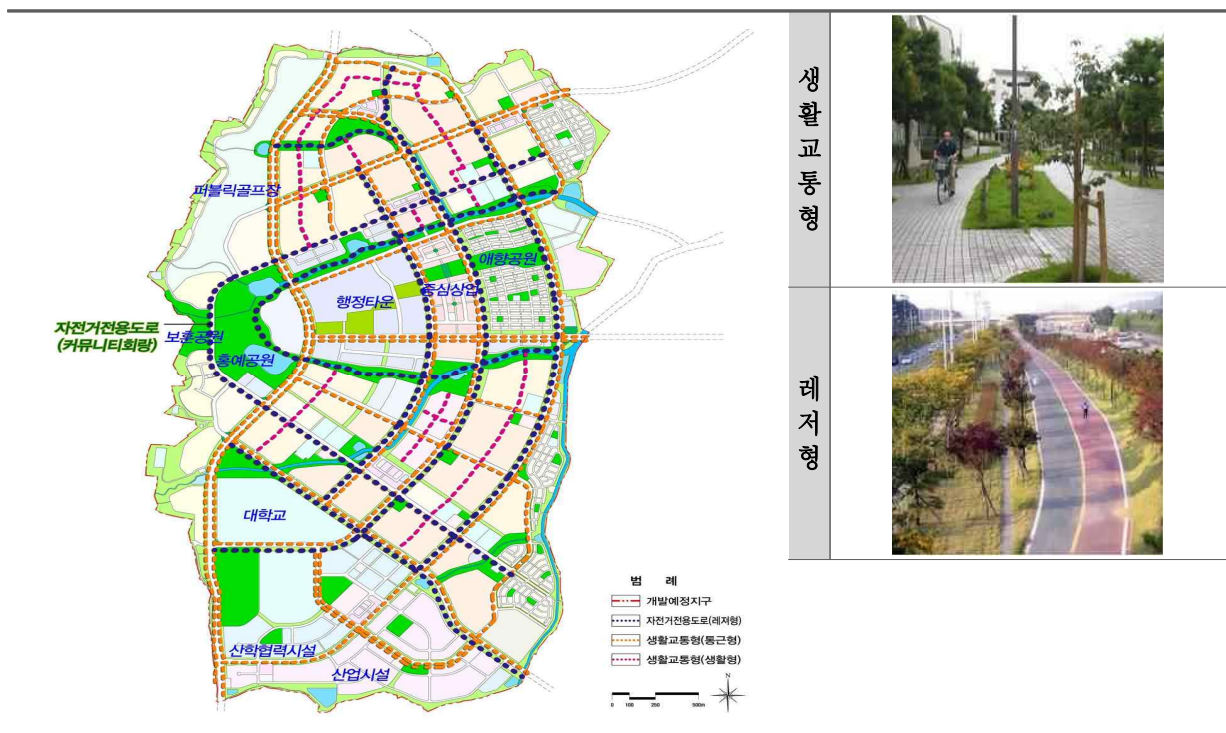 퍼블릭골프장
애향공원
중심상업
행정타운
자전거전용도로
(커뮤니티회랑)
보훈공원
홍예공원
대학교
산학협력시설
산업시설
범 례
개발예정지구
자전거전용도로(레져형)
생활교통형(통근형)
생활교통형(생활형)
N
0 100 250 500m
생활교통형
레저형